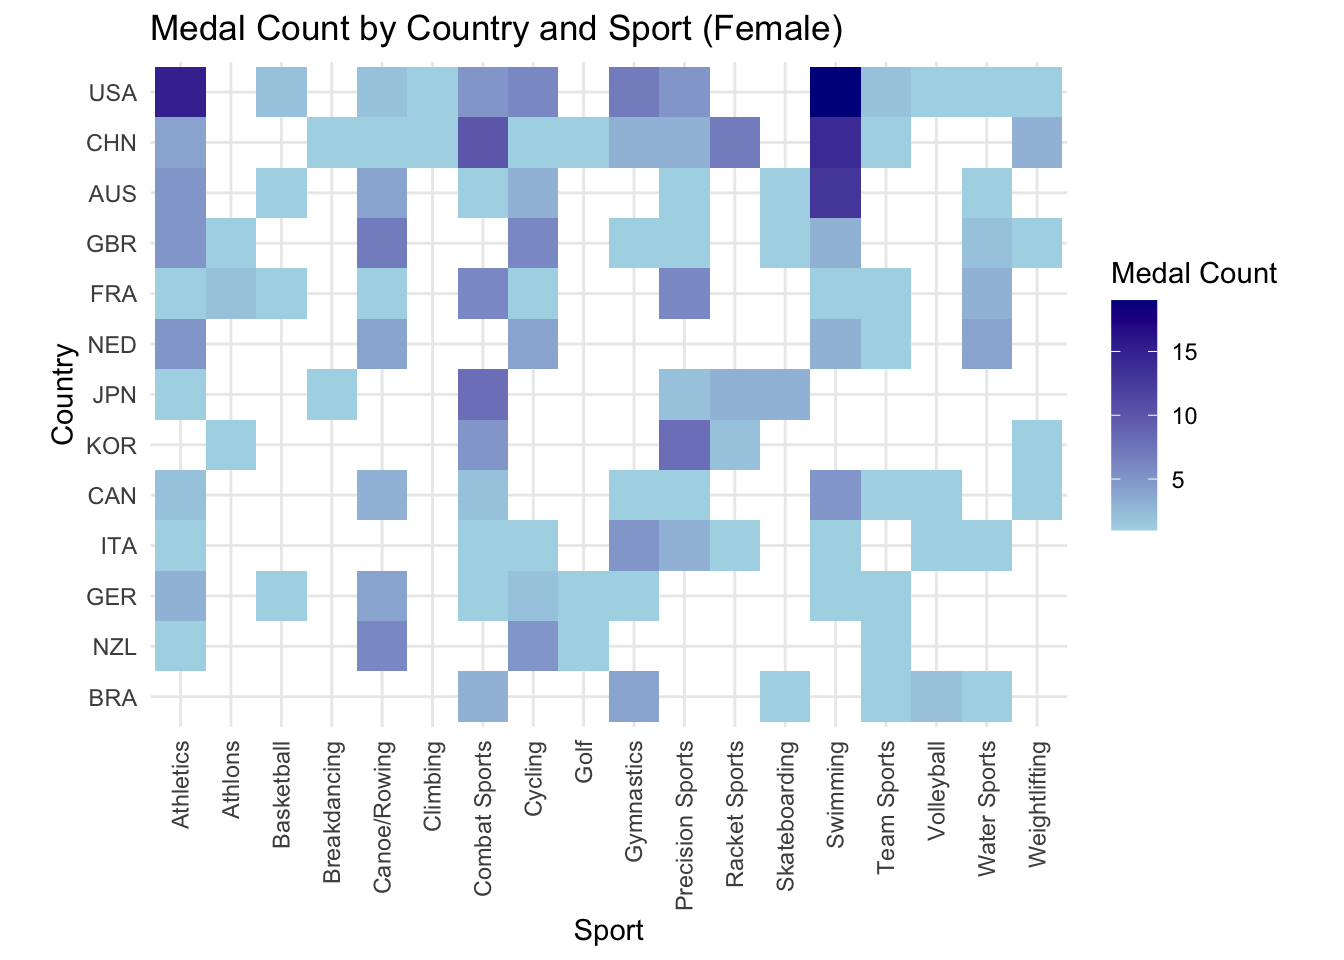 Medal Count by Country and Sport (Female)
USA
CHN
AUS
GBR
FRA
NED
JPN
KOR
CAN
ITA
GER
NZL
BRA
Country
Athletics
Athlons
Basketball
Breakdancing
Canoe/Rowing
Climbing
Combat Sports
Cycling
Golf
Gymnastics
Precision Sports
Racket Sports
Skateboarding
Swimming
Team Sports
Volleyball
Water Sports
Weightlifting
Sport
Medal Count
15
10
5